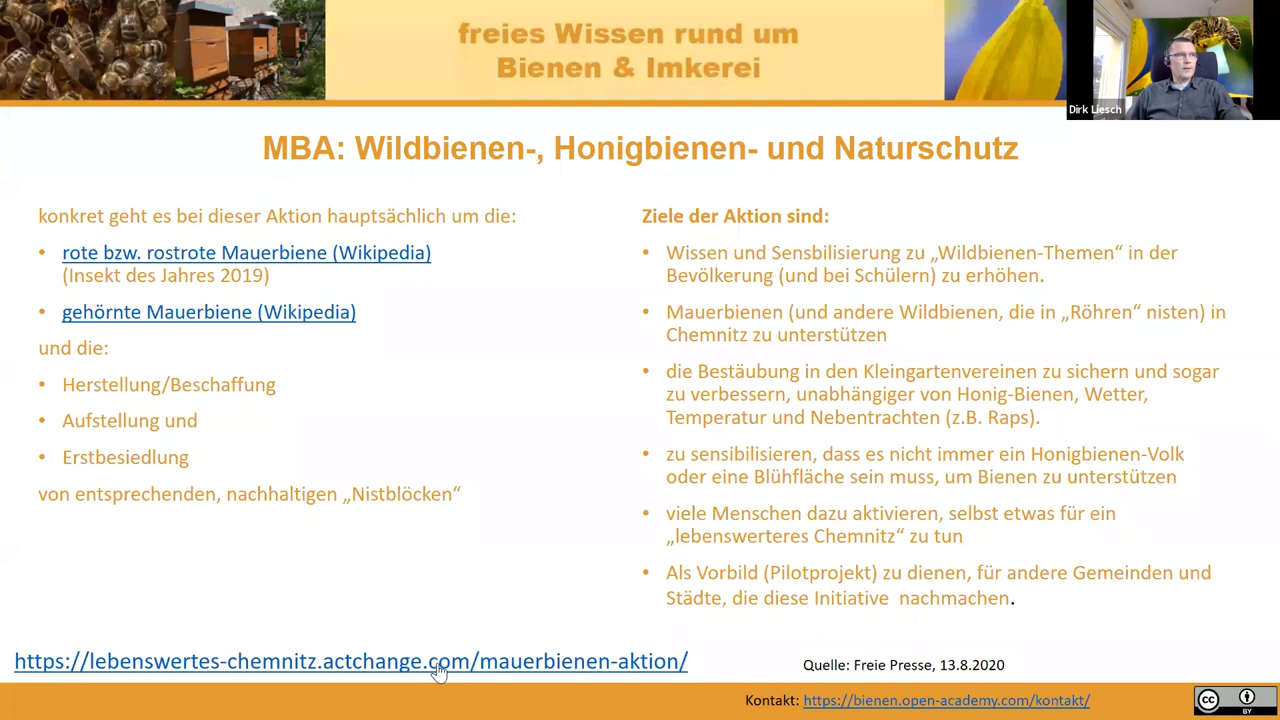 freies Wissen rund um
Bienen & Imkerei
Dirk Liesch
MBA: Wildbienen-, Honigbienen- und Naturschutz
konkret geht es bei dieser Aktion hauptsächlich um die:
• rote bzw. rostrote Mauerbiene (Wikipedia)
(Insekt des Jahres 2019)
• gehörnte Mauerbiene (Wikipedia)
und die:
• Herstellung/Beschaffung
• Aufstellung und
• Erstbesiedlung
von entsprechenden, nachhaltigen „Nistblöcken“
Ziele der Aktion sind:
• Wissen und Sensbilisierung zu „Wildbienen-Themen“ in der
Bevölkerung (und bei Schülern) zu erhöhen.
• Mauerbienen (und andere Wildbienen, die in „Röhren“ nisten) in
Chemnitz zu unterstützen
• die Bestäubung in den Kleingartenvereinen zu sichern und sogar
zu verbessern, unabhängiger von Honig-Bienen, Wetter,
Temperatur und Nebentrachten (z.B. Raps).
• zu sensibilisieren, dass es nicht immer ein Honigbienen-Volk
oder eine Blühfläche sein muss, um Bienen zu unterstützen
• viele Menschen dazu aktivieren, selbst etwas für ein
„lebenswerteres Chemnitz“ zu tun
• Als Vorbild (Pilotprojekt) zu dienen, für andere Gemeinden und
Städte, die diese Initiative nachmachen.
https://lebenswertes-chemnitz.actchange.com/mauerbienen-aktion/
Quelle: Freie Presse, 13.8.2020
Kontakt: https://bienen.open-academy.com/kontakt/
cc
BY